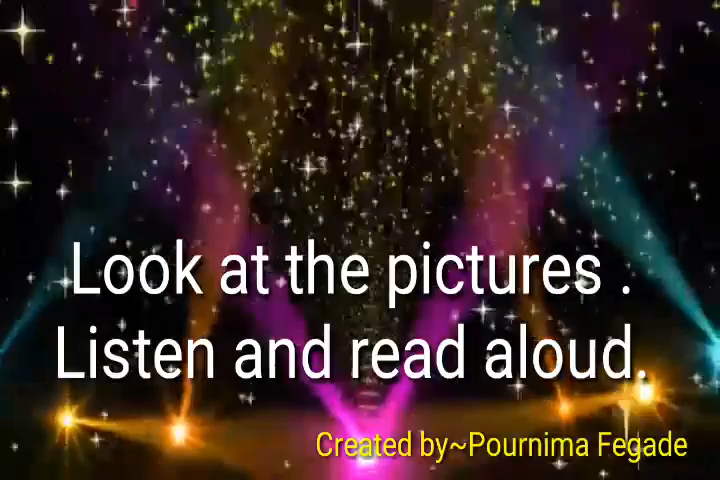 Look at the pictures .
Listen and read aloud.
Created by~Pournima Fegade